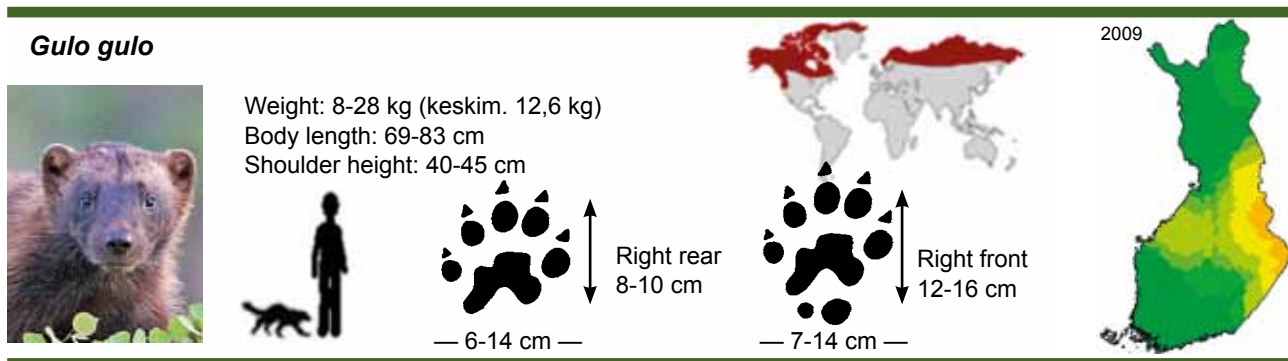 Gulo gulo
Weight: 8-28 kg (keskim. 12,6 kg)
Body length: 69-83 cm
Shoulder height: 40-45 cm
Right rear
8-10 cm
— 6-14 cm —
Right front
12-16 cm
— 7-14 cm —
2009